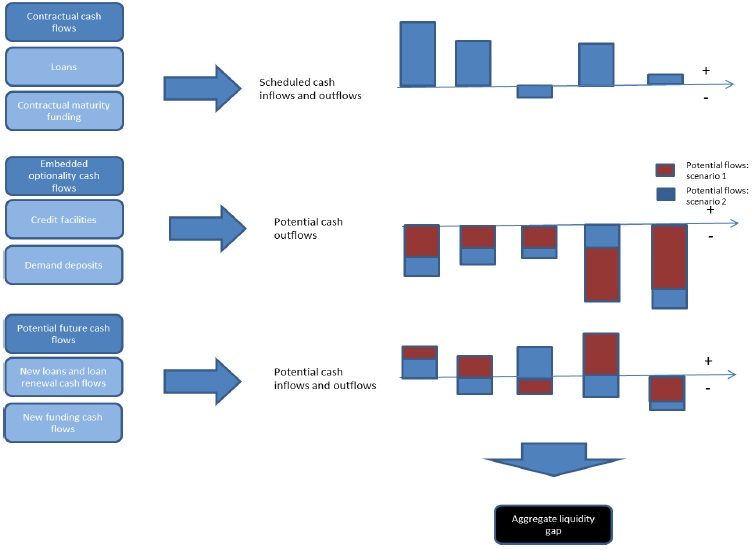 Contractual cash
flows
Loans
Contractual maturity
funding
Scheduled cash
inflows and outflows
+
-
Embedded
optionality cash
flows
Credit facilities
Demand deposits
Potential cash
outflows
Potential flows:
scenario 1
Potential flows:
scenario 2
+
-
Potential future cash
flows
New loans and loan
renewal cash flows
New funding cash
flows
Potential cash
inflows and outflows
+
-
Aggregate liquidity
gap